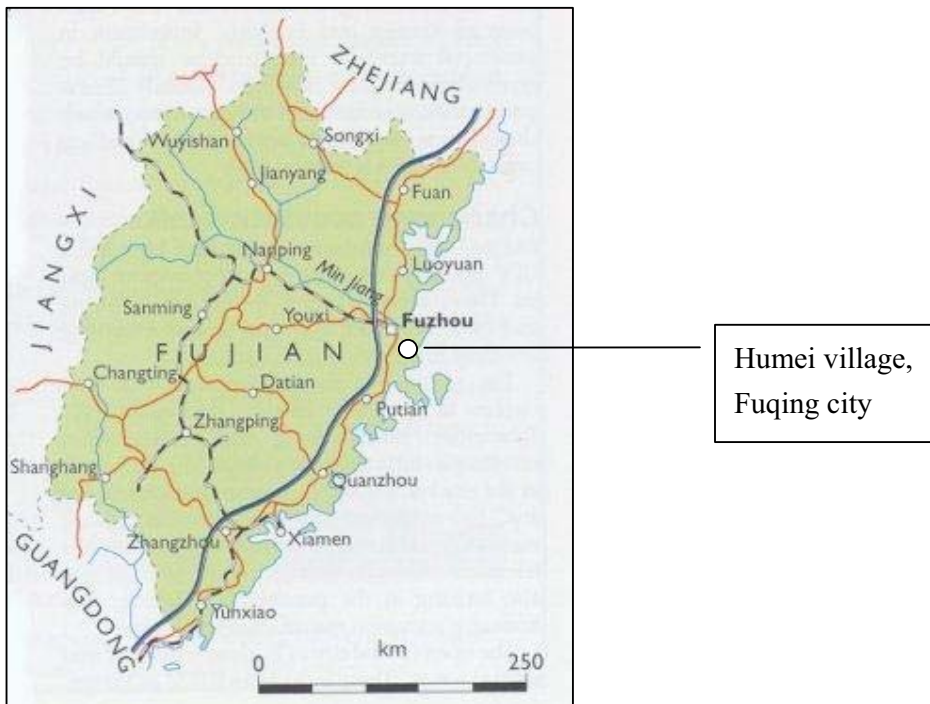 ZHEJIANG
Wuyishan
Songxi
Jianyang
Fuan
JIANGXI
Nanping
Min Jiang
Luoyuan
Sanming
Youxi
Fuzhou
FUJIAN
Humei village,
Fuqing city
Changting
Datian
Putian
Zhangping
Shanghang
Quanzhou
Zhangzhou
Xiamen
GUANGDONG
Yunxiao
km
0
250